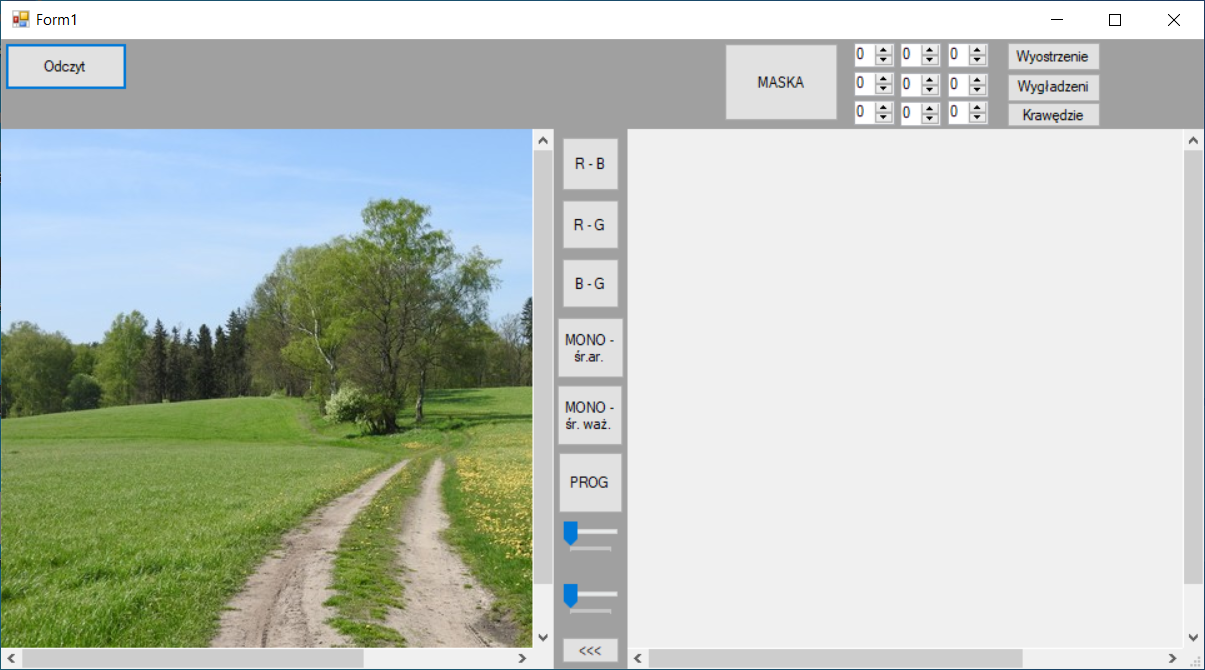 Form1
Odczyt
MASKA
0 0 0
0 0 0
0 0 0
Wyostrzenie
Wygładzeni
Krawędzie
R - B
R - G
B - G
MONO -
śr.ar.
MONO -
śr. waż.
PROG
<<<